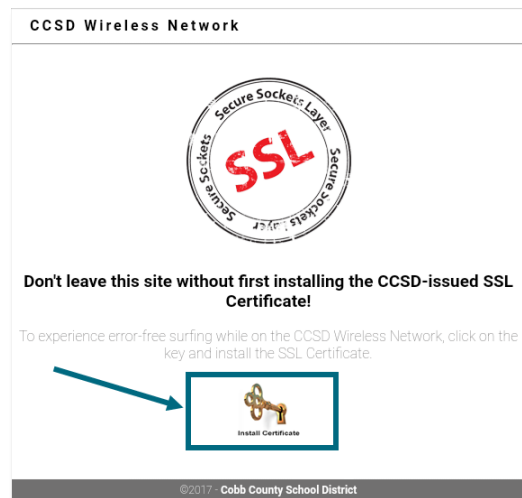 CCSD Wireless Network
Secure Sockets Layer
Secure Sockets
SSL
Secure Sockets Layer
Don't leave this site without first installing the CCSD-issued SSL
Certificate!
To experience error-free surfing while on the CCSD Wireless Network, click on the
key and install the SSL Certificate.
Install Certificate
©2017 - Cobb County School District